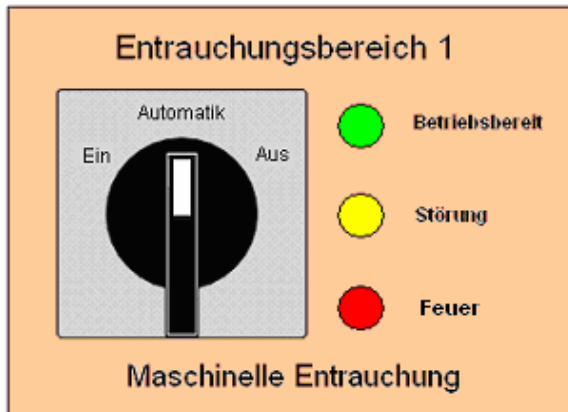 Entrauchungsbereich 1
Automatik
Ein
Aus
Betriebsbereit
Störung
Feuer
Maschinelle Entrauchung